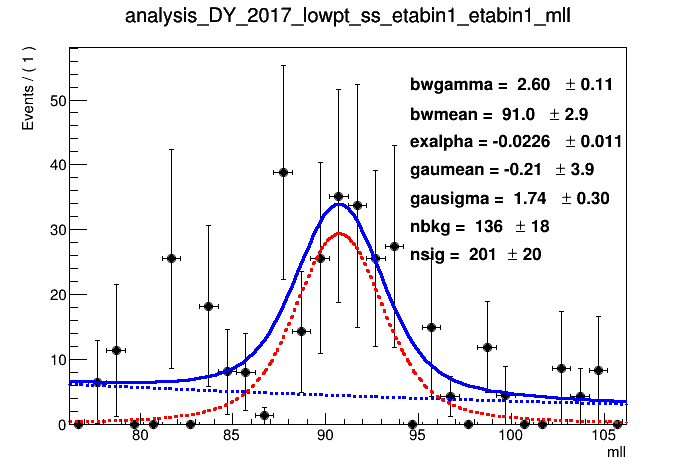 analysis_DY_2017_lowpt_ss_etabin1_etabin1_mll
Events / ( 1 )
bwgamma = 2.60 ± 0.11
bwmean = 91.0 ± 2.9
exalpha = -0.0226 ± 0.011
gaumean = -0.21 ± 3.9
gausigma = 1.74 ± 0.30
nbkg = 136 ± 18
nsig = 201 ± 20
50
40
30
20
10
0
80 85 90 95 100 105
mll